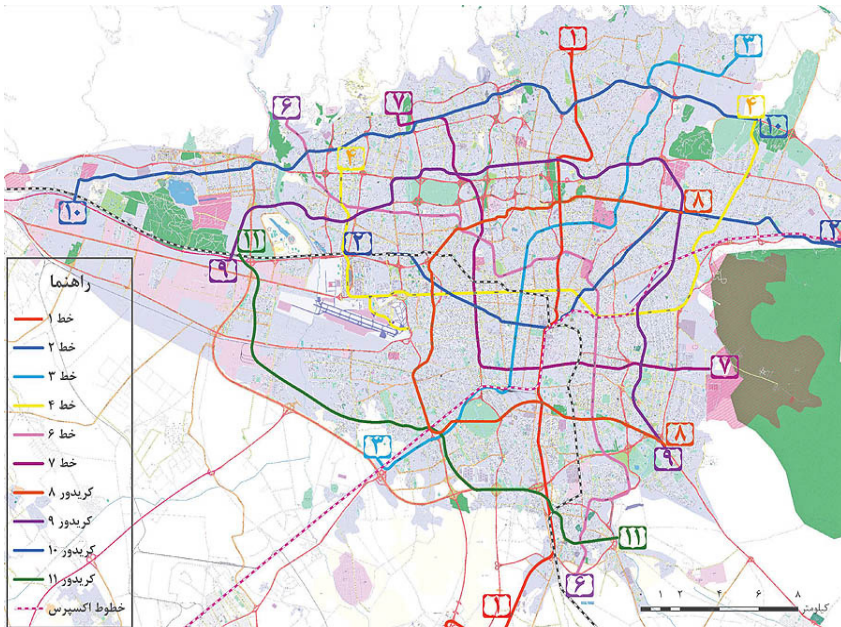 ۱
۳
۶
۷
۴
۱۰
۴
۸
۱۰
۱۱
۲
۲
۹
راهنما
خط ۱
خط ۲
خط ۳
خط ۴
خط ۶
خط ۷
کریدور ۸
کریدور ۹
کریدور ۱۰
کریدور ۱۱
خطوط اکسپرس
۷
۳
۸
۹
۱۱
۶
۱
۰ ۱ ۲ ۴ ۶ ۸
کیلومتر